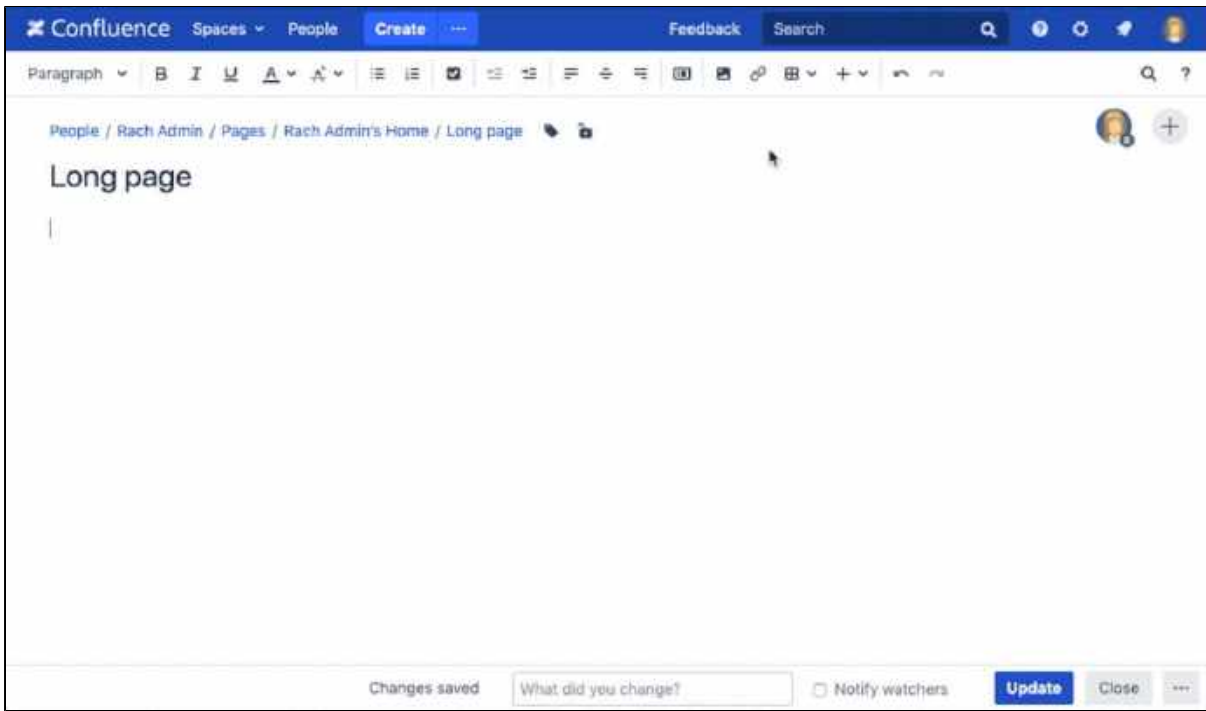 Confluence Spaces People Create ··· Feedback Search
Paragraph B I U A
People / Rach Admin / Pages / Rach Admin's Home / Long page
Long page
Changes saved What did you change? Notify watchers Update Close ···